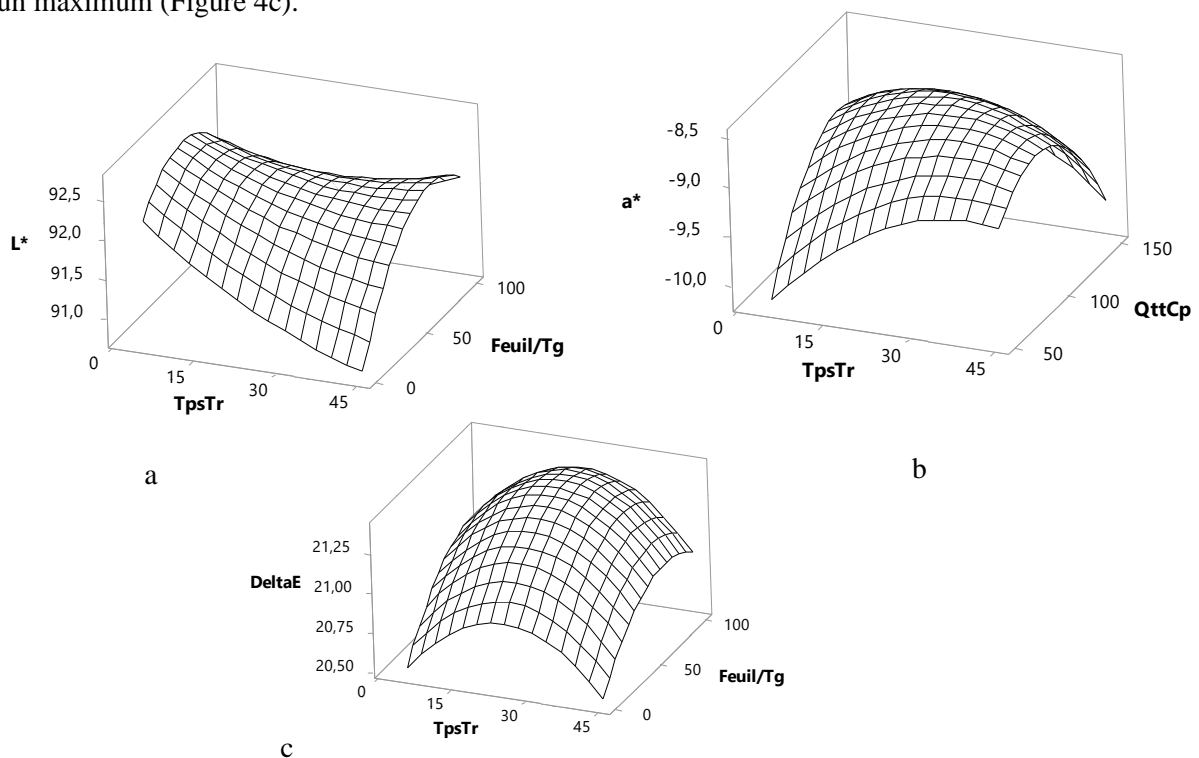 un maximum (Figure 4c).
92,5
92,0
91,5
91,0
L*
0
15
30
45
TpsTr
0
50
100
Feuil/Tg
a
-8,5
-9,0
-9,5
-10,0
a*
0
15
30
45
TpsTr
50
100
150
QttCp
b
21,25
21,00
20,75
20,50
DeltaE
0
15
30
45
TpsTr
0
50
100
Feuil/Tg
c